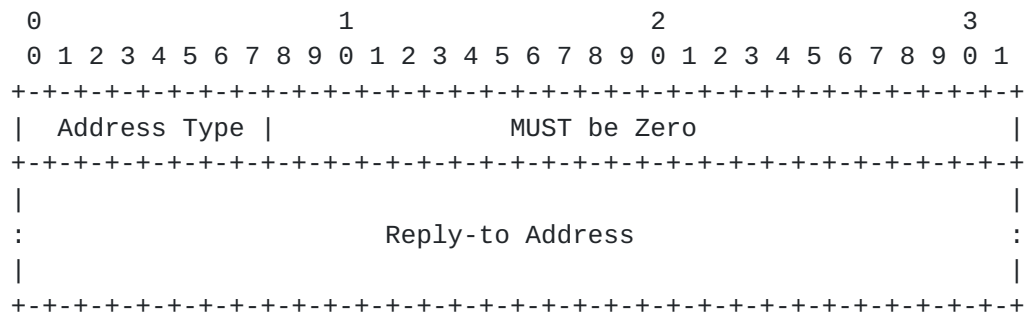 0                   1                   2                   3
 0 1 2 3 4 5 6 7 8 9 0 1 2 3 4 5 6 7 8 9 0 1 2 3 4 5 6 7 8 9 0 1
+-+-+-+-+-+-+-+-+-+-+-+-+-+-+-+-+-+-+-+-+-+-+-+-+-+-+-+-+-+-+-+-+
|  Address Type |               MUST be Zero                    |
+-+-+-+-+-+-+-+-+-+-+-+-+-+-+-+-+-+-+-+-+-+-+-+-+-+-+-+-+-+-+-+-+
|                                                               |
:                       Reply-to Address                        :
|                                                               |
+-+-+-+-+-+-+-+-+-+-+-+-+-+-+-+-+-+-+-+-+-+-+-+-+-+-+-+-+-+-+-+-+